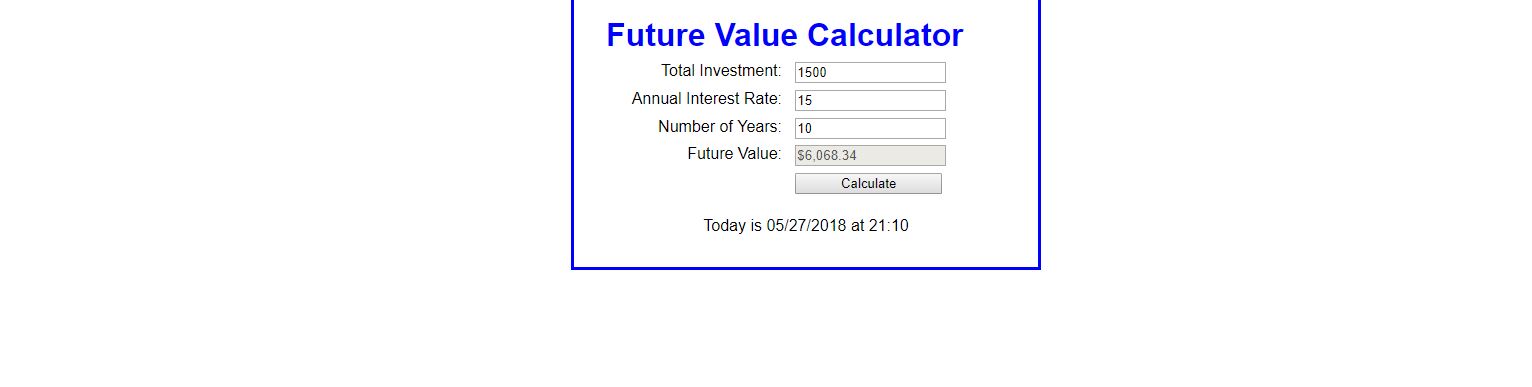 Future Value Calculator
Total Investment: 1500
Annual Interest Rate: 15
Number of Years: 10
Future Value: $6,068.34
Calculate
Today is 05/27/2018 at 21:10